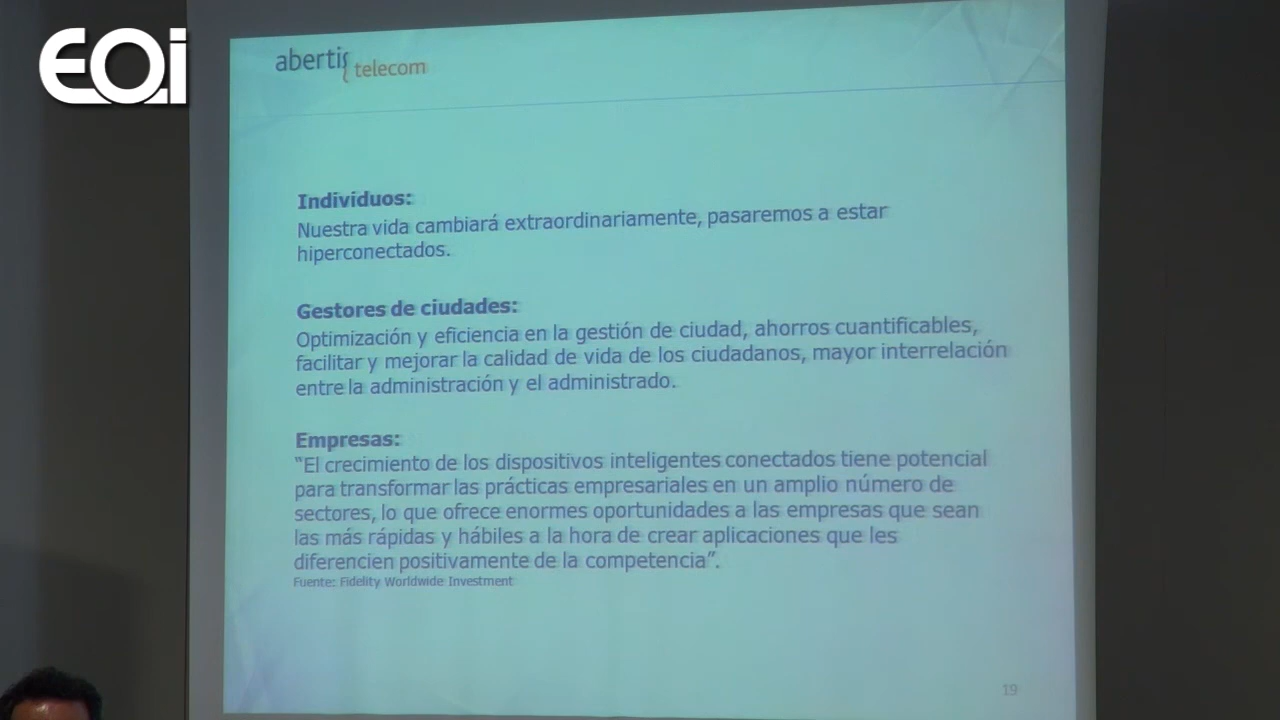 EOi
abertis
telecom
Individuos:
Nuestra vida cambiará extraordinariamente, pasaremos a estar
hiperconectados.
Gestores de ciudades:
Optimización y eficiencia en la gestión de ciudad, ahorros cuantificables,
facilitar y mejorar la calidad de vida de los ciudadanos, mayor interrelación
entre la administración y el administrado.
Empresas:
“El crecimiento de los dispositivos inteligentes conectados tiene potencial
para transformar las prácticas empresariales en un amplio número de
sectores, lo que ofrece enormes oportunidades a las empresas que sean
las más rápidas y hábiles a la hora de crear aplicaciones que les
diferencien positivamente de la competencia”.
Fuente: Fidelity Worldwide Investment
19